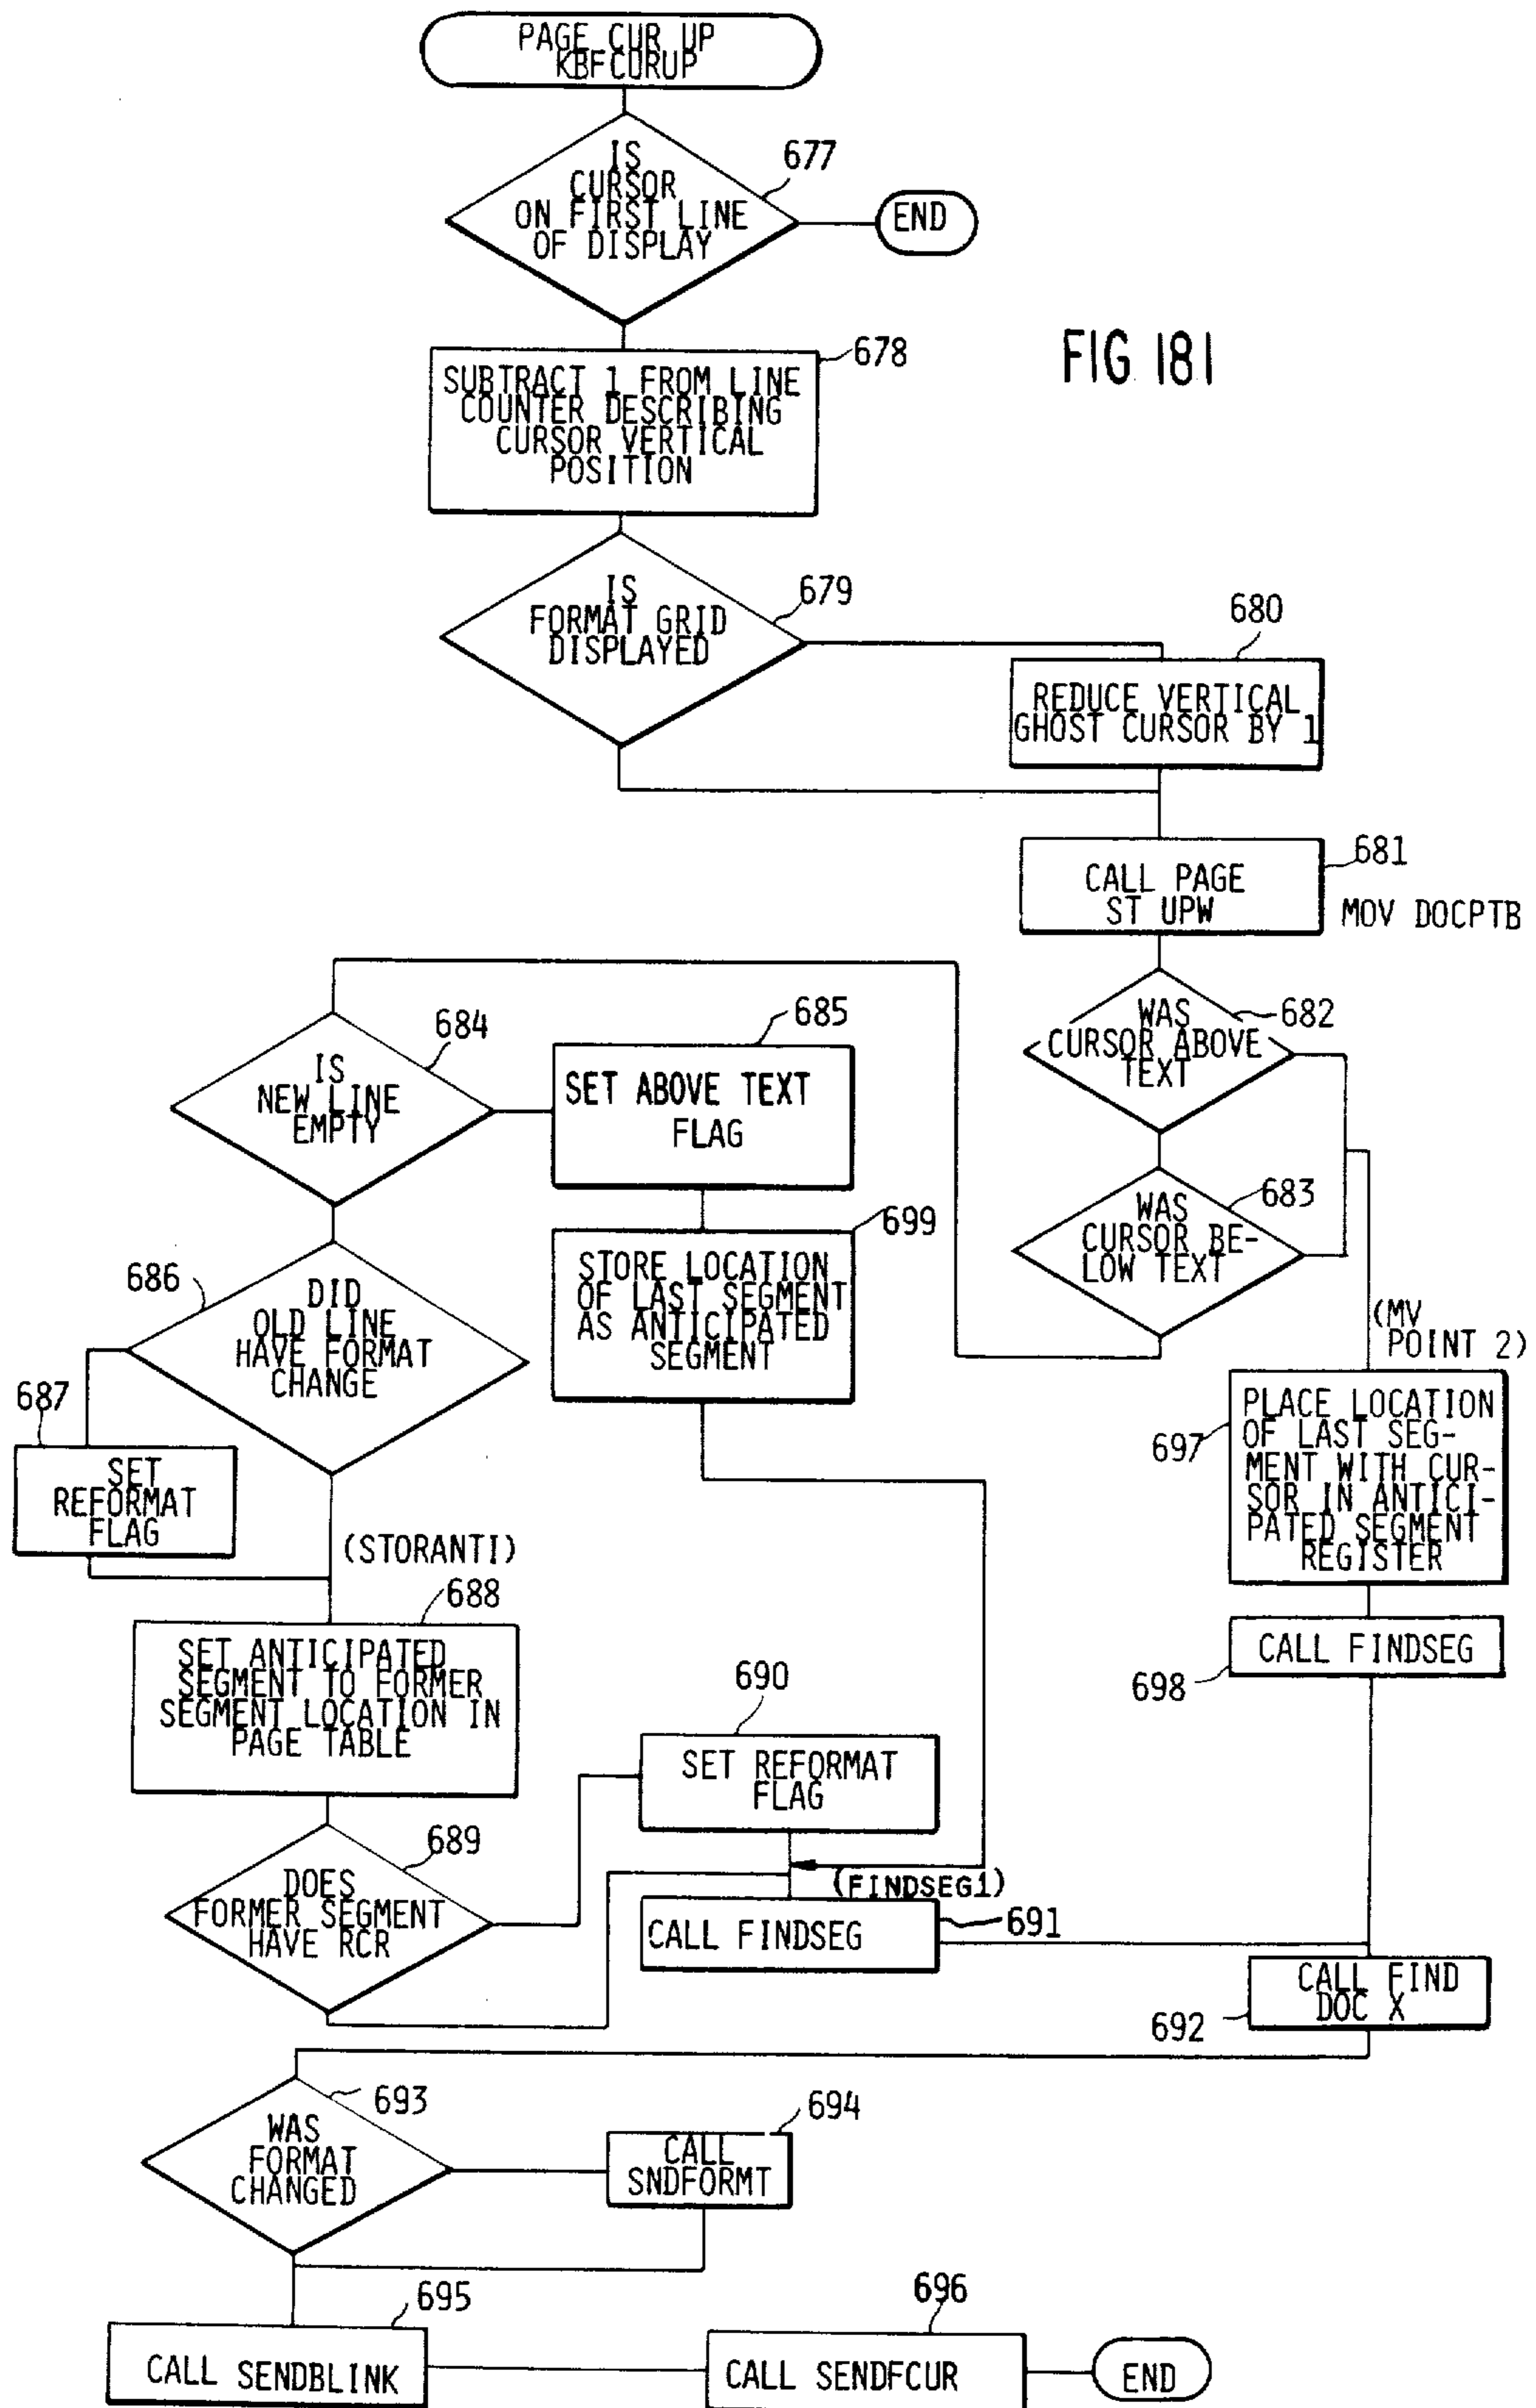 PAGE CUR UP
KBFCURUP
IS
CURSOR
ON FIRST LINE
OF DISPLAY
677
END
FIG 181
SUBTRACT 1 FROM LINE
COUNTER DESCRIBING
CURSOR VERTICAL
POSITION
678
IS
FORMAT GRID
DISPLAYED
679
680
REDUCE VERTICAL
GHOST CURSOR BY 1
CALL PAGE
ST UPW
681
MOV DOCPTB
WAS
CURSOR ABOVE
TEXT
682
WAS
CURSOR BE-
LOW TEXT
683
IS
NEW LINE
EMPTY
684
685
SET ABOVE TEXT
FLAG
699
STORE LOCATION
OF LAST SEGMENT
AS ANTICIPATED
SEGMENT
686
DID
OLD LINE
HAVE FORMAT
CHANGE
687
SET
REFORMAT
FLAG
(STORANTI)
688
SET ANTICIPATED
SEGMENT TO FORMER
SEGMENT LOCATION IN
PAGE TABLE
(MV
POINT 2)
697
PLACE LOCATION
OF LAST SEG-
MENT WITH CUR-
SOR IN ANTICI-
PATED SEGMENT
REGISTER
CALL FINDSEG
698
690
SET REFORMAT
FLAG
689
DOES
FORMER SEGMENT
HAVE RCR
(FINDSEG1)
CALL FINDSEG
691
CALL FIND
DOC X
692
693
WAS
FORMAT
CHANGED
694
CALL
SNDFORMT
695
CALL SENDBLINK
696
CALL SENDFCUR
END